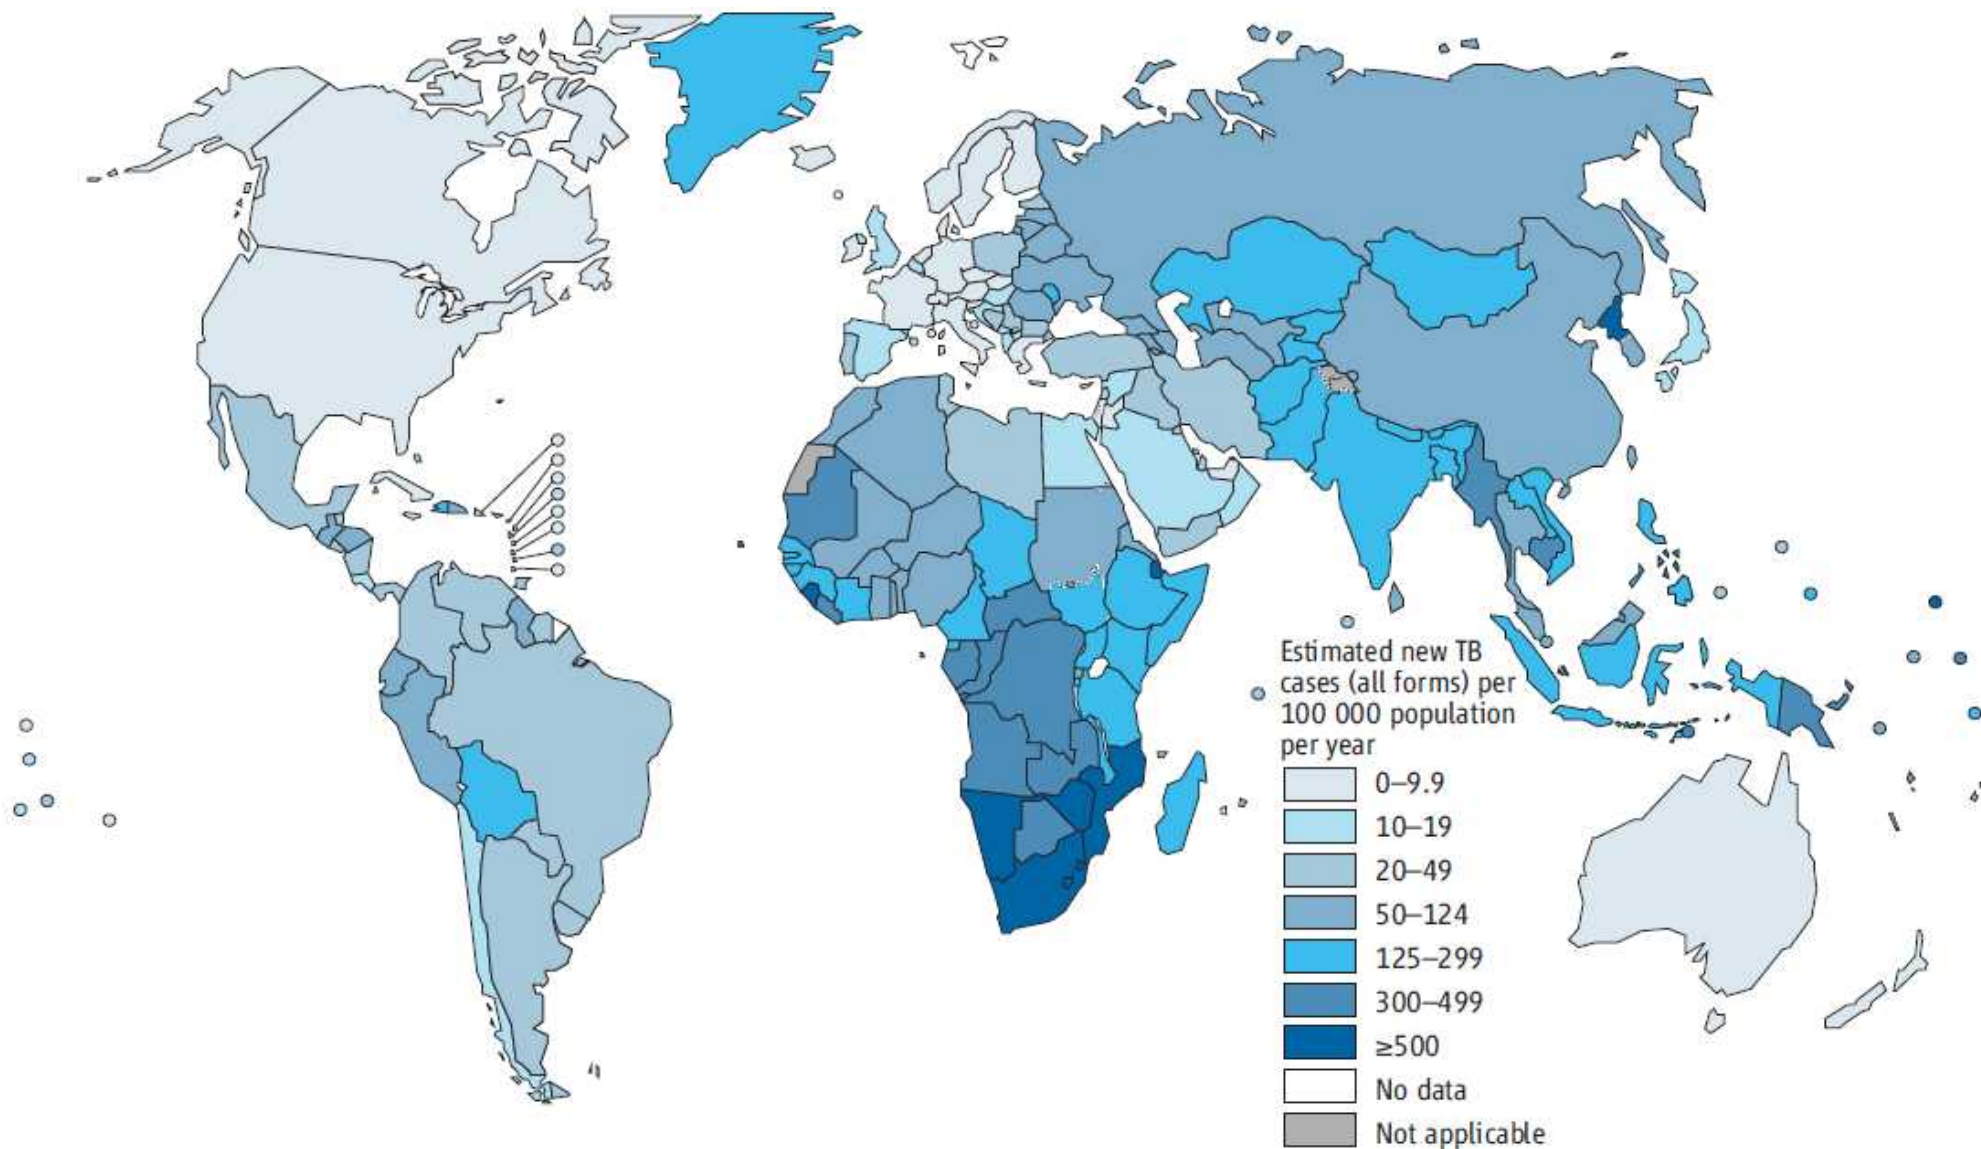 Estimated new TB
cases (all forms) per
100 000 population
per year
0–9.9
10–19
20–49
50–124
125–299
300–499
≥500
No data
Not applicable